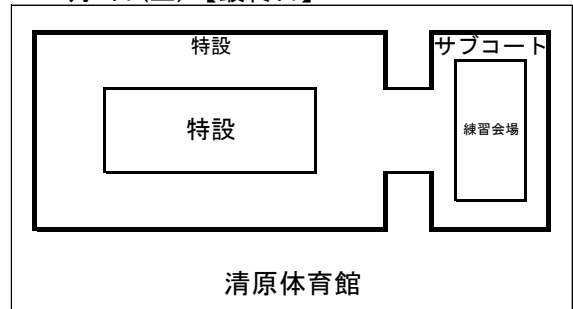 特設
サブコート
特設
練習会場
清原体育館